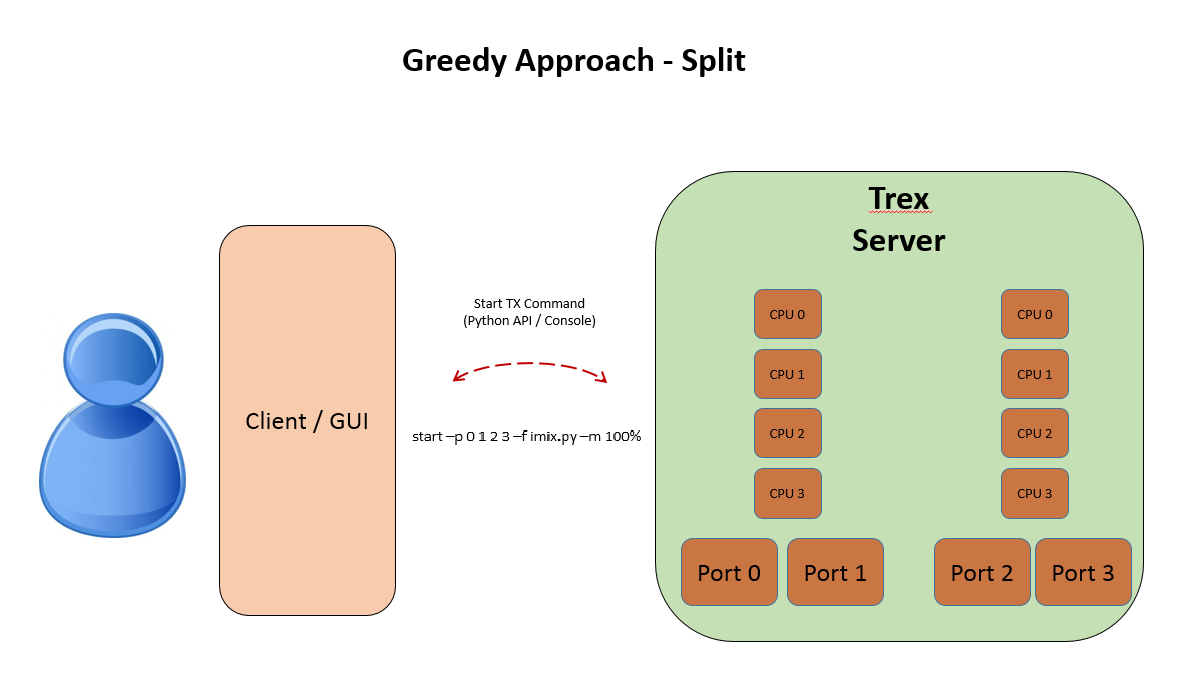 Greedy Approach - Split
Trex
Server
Start TX Command
(Python API / Console)
Client / GUI
start –p 0 1 2 3 –f imix.py –m 100%
CPU 0
CPU 1
CPU 2
CPU 3
CPU 0
CPU 1
CPU 2
CPU 3
Port 0
Port 1
Port 2
Port 3